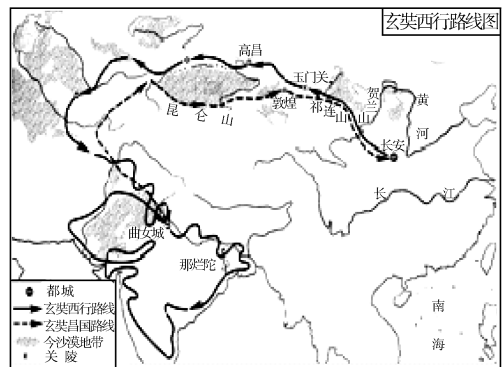 玄奘西行路线图
高昌
玉门关
敦煌
祁连山
贺兰山
黄河
昆仑山
长安
长江
曲女城
那烂陀
南海
都城
玄奘西行路线
玄奘昌国路线
今沙漠地带
关 陵